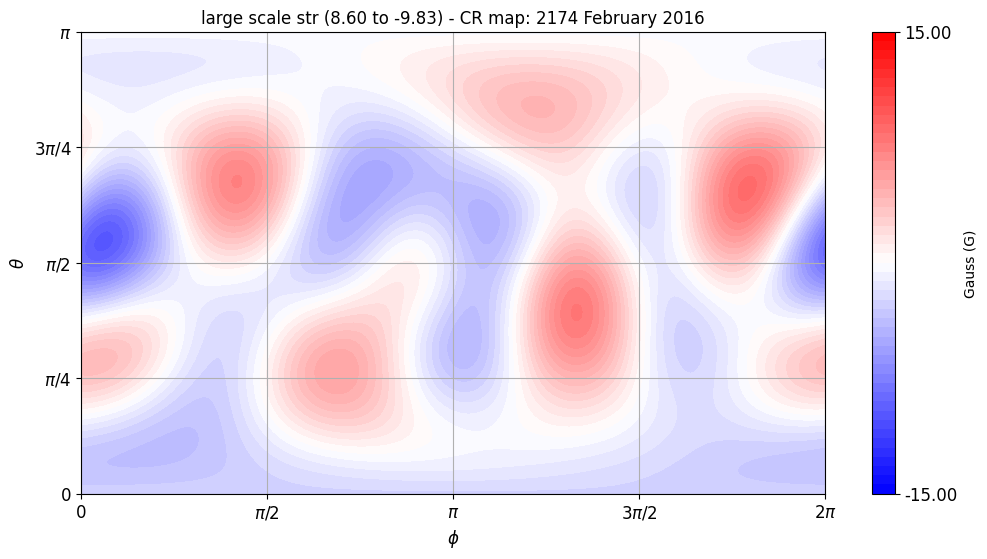 large scale str (8.60 to -9.83) - CR map: 2174 February 2016
π
3π/4
θ
π/2
π/4
0
0
π/2
π
3π/2
2π
ϕ
15.00
Gauss (G)
-15.00